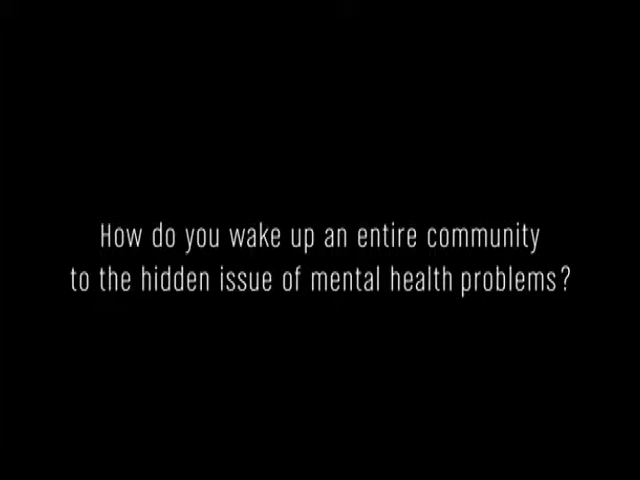 How do you wake up an entire community
to the hidden issue of mental health problems?